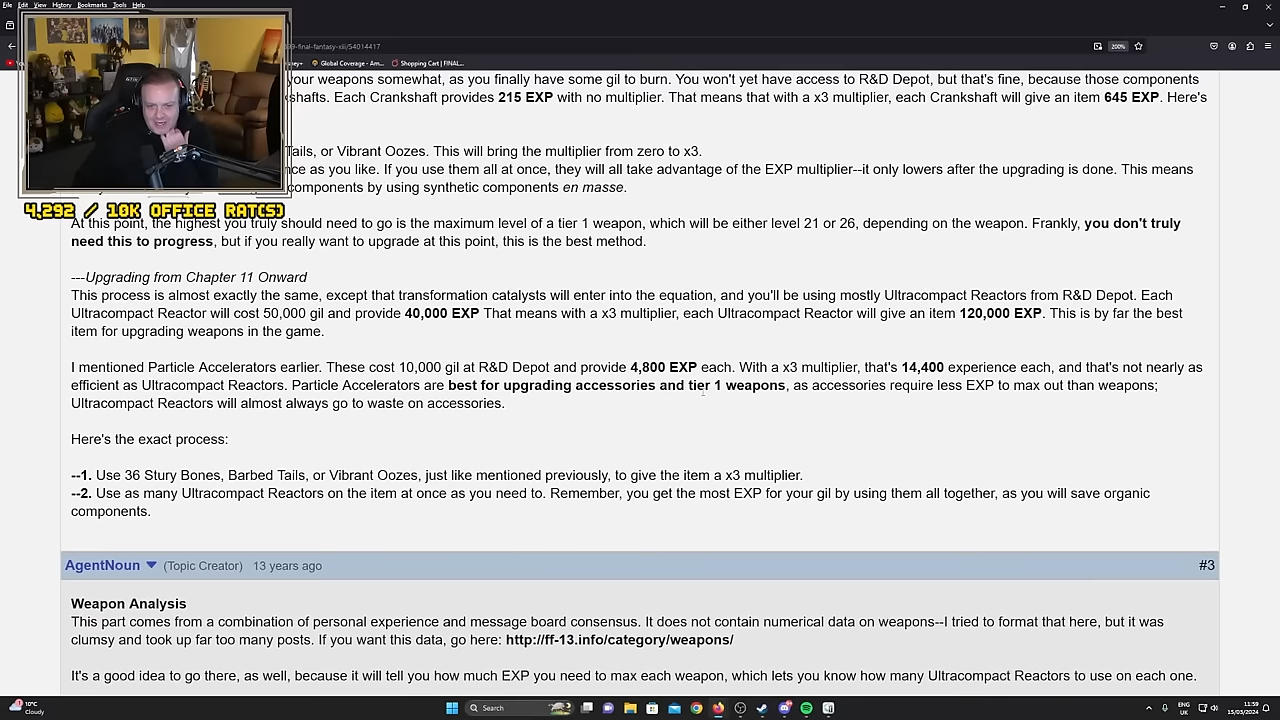 File Edit View History Bookmarks Tools Help
99-final-fantasy-xiii/54014417
200%
Global Coverage - Am...
Shopping Cart | FINAL...
your weapons somewhat, as you finally have some gil to burn. You won't yet have access to R&D Depot, but that's fine, because those components
shafts. Each Crankshaft provides 215 EXP with no multiplier. That means that with a x3 multiplier, each Crankshaft will give an item 645 EXP. Here's
Tails, or Vibrant Oozes. This will bring the multiplier from zero to x3.
nce as you like. If you use them all at once, they will all take advantage of the EXP multiplier--it only lowers after the upgrading is done. This means
components by using synthetic components en masse.
4,292 / 10K OFFICE RAT(S)
At this point, the highest you truly should need to go is the maximum level of a tier 1 weapon, which will be either level 21 or 26, depending on the weapon. Frankly, you don't truly
need this to progress, but if you really want to upgrade at this point, this is the best method.
---Upgrading from Chapter 11 Onward
This process is almost exactly the same, except that transformation catalysts will enter into the equation, and you'll be using mostly Ultracompact Reactors from R&D Depot. Each
Ultracompact Reactor will cost 50,000 gil and provide 40,000 EXP That means with a x3 multiplier, each Ultracompact Reactor will give an item 120,000 EXP. This is by far the best
item for upgrading weapons in the game.
I mentioned Particle Accelerators earlier. These cost 10,000 gil at R&D Depot and provide 4,800 EXP each. With a x3 multiplier, that's 14,400 experience each, and that's not nearly as
efficient as Ultracompact Reactors. Particle Accelerators are best for upgrading accessories and tier 1 weapons, as accessories require less EXP to max out than weapons;
Ultracompact Reactors will almost always go to waste on accessories.
Here's the exact process:
--1. Use 36 Stury Bones, Barbed Tails, or Vibrant Oozes, just like mentioned previously, to give the item a x3 multiplier.
--2. Use as many Ultracompact Reactors on the item at once as you need to. Remember, you get the most EXP for your gil by using them all together, as you will save organic
components.
AgentNoun (Topic Creator) 13 years ago #3
Weapon Analysis
This part comes from a combination of personal experience and message board consensus. It does not contain numerical data on weapons--I tried to format that here, but it was
clumsy and took up far too many posts. If you want this data, go here: http://ff-13.info/category/weapons/
It's a good idea to go there, as well, because it will tell you how much EXP you need to max each weapon, which lets you know how many Ultracompact Reactors to use on each one.
10°C
Cloudy
Search
ENG
UK
11:59
15/03/2024